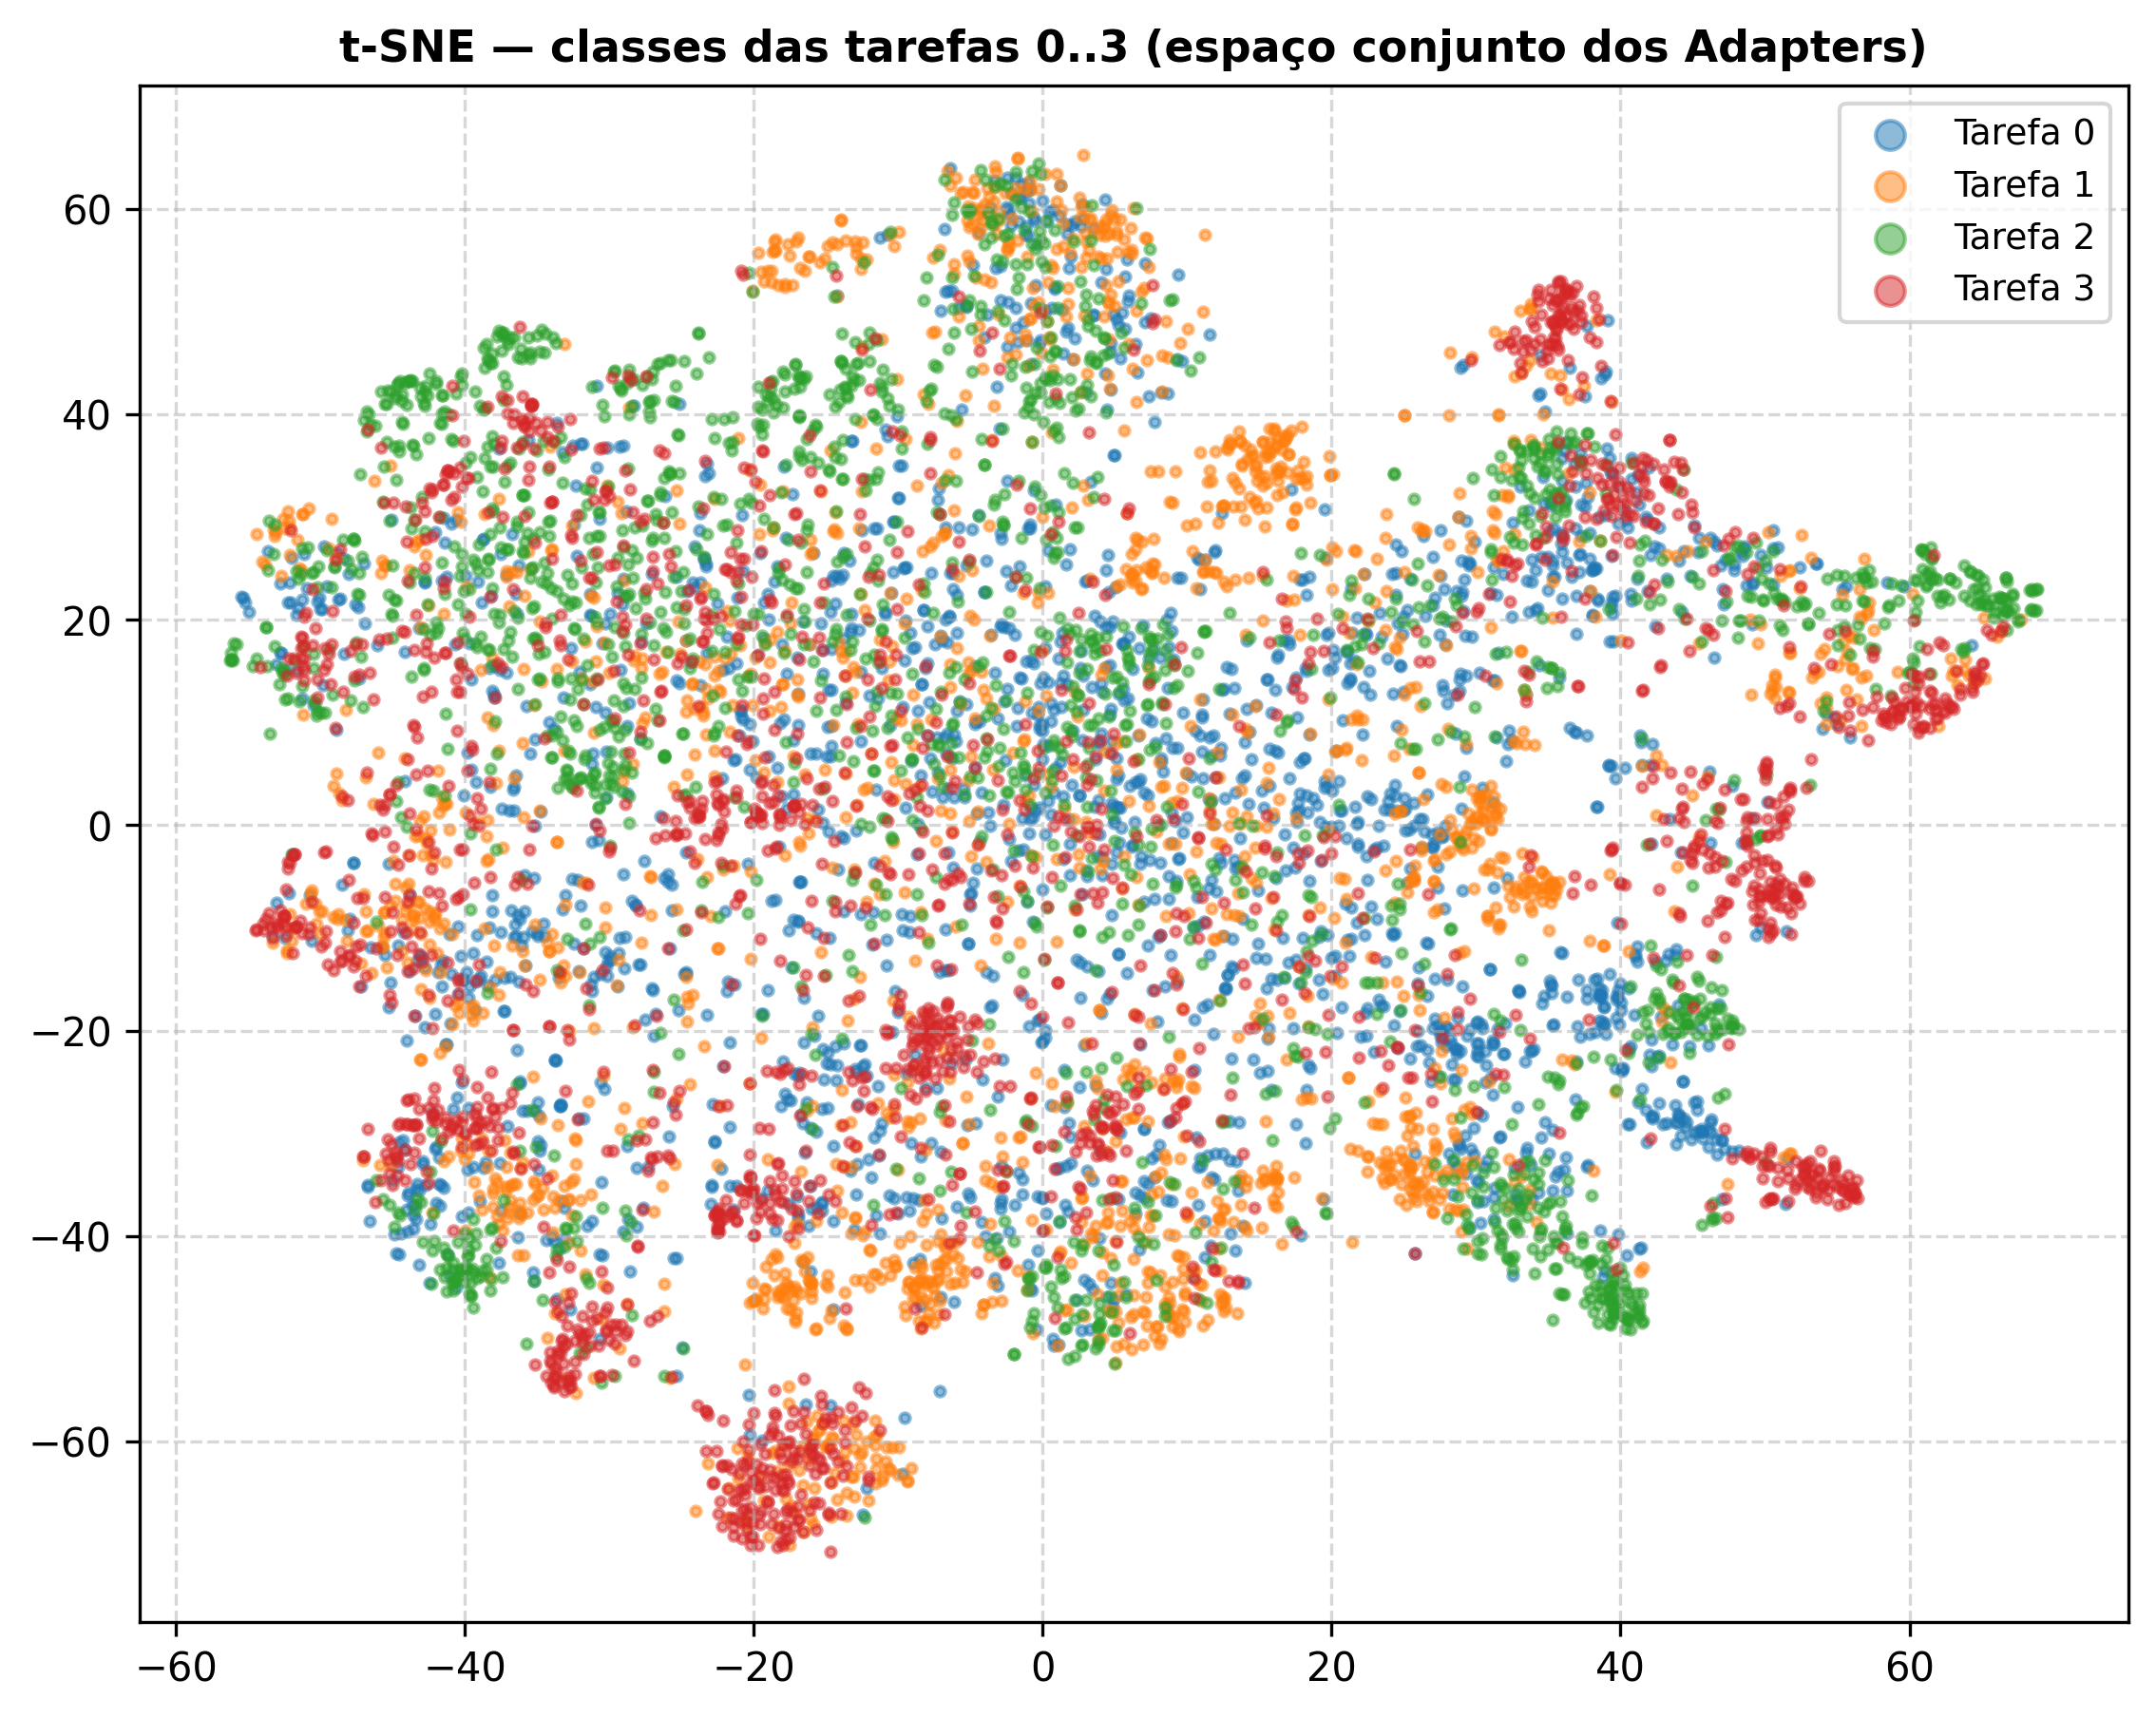 t-SNE — classes das tarefas 0..3 (espaço conjunto dos Adapters)
Tarefa 0
Tarefa 1
Tarefa 2
Tarefa 3
60
40
20
0
−20
−40
−60
−60 −40 −20 0 20 40 60